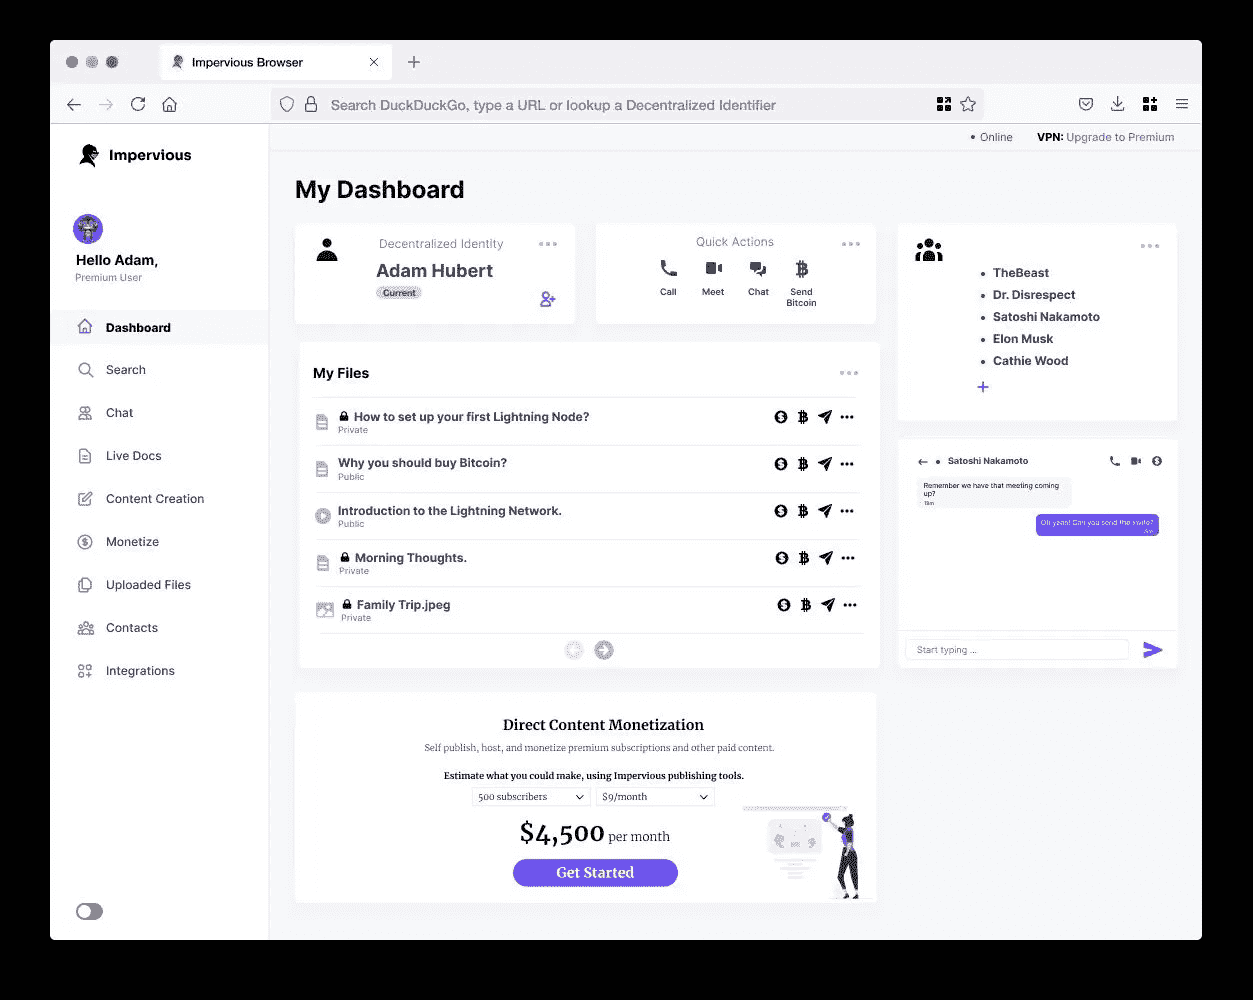 Impervious Browser
Search DuckDuckGo, type a URL or lookup a Decentralized Identifier
• Online
VPN: Upgrade to Premium
Impervious
Hello Adam,
Premium User
Dashboard
Search
Chat
Live Docs
Content Creation
Monetize
Uploaded Files
Contacts
Integrations
My Dashboard
Decentralized Identity
Adam Hubert
Current
Quick Actions
Call
Meet
Chat
Send
Bitcoin
• TheBeast
• Dr. Disrespect
• Satoshi Nakamoto
• Elon Musk
• Cathie Wood
My Files
How to set up your first Lightning Node?
Private
Why you should buy Bitcoin?
Public
Introduction to the Lightning Network.
Public
Morning Thoughts.
Private
Family Trip.jpeg
Private
• Satoshi Nakamoto
Remember we have that meeting coming
up?
Oh yeas! Can you send the invite?
Start typing ...
Direct Content Monetization
Self publish, host, and monetize premium subscriptions and other paid content.
Estimate what you could make, using Impervious publishing tools.
500 subscribers
$9/month
$4,500 per month
Get Started